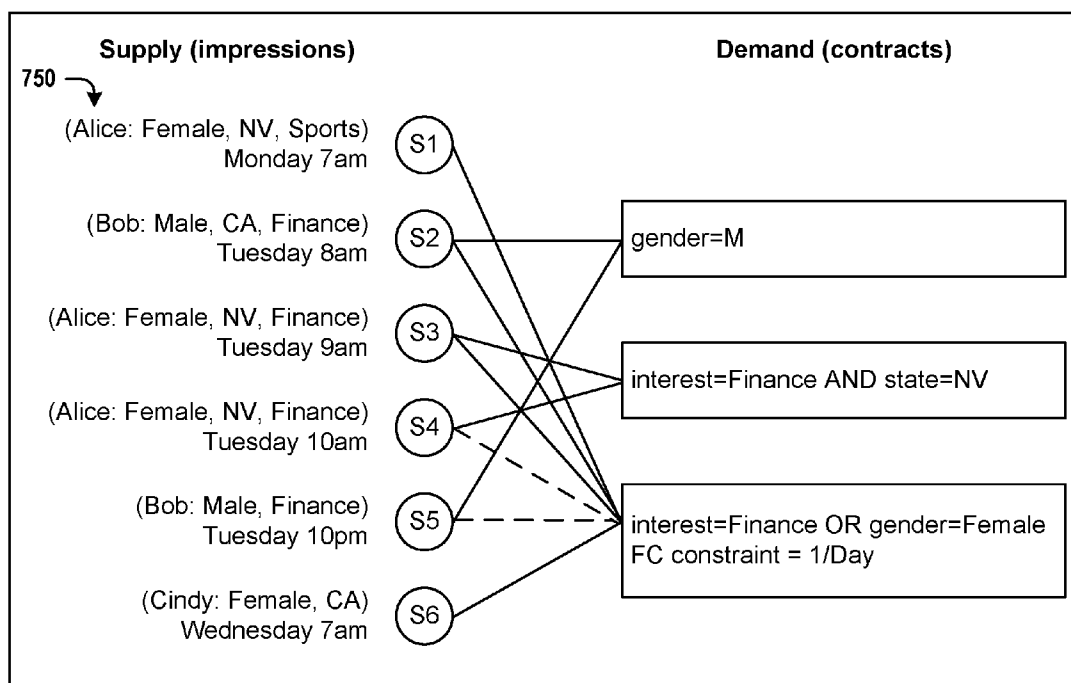 Supply (impressions)
Demand (contracts)
750
(Alice: Female, NV, Sports)
Monday 7am
S1
(Bob: Male, CA, Finance)
Tuesday 8am
S2
gender=M
(Alice: Female, NV, Finance)
Tuesday 9am
S3
interest=Finance AND state=NV
(Alice: Female, NV, Finance)
Tuesday 10am
S4
(Bob: Male, Finance)
Tuesday 10pm
S5
interest=Finance OR gender=Female
FC constraint = 1/Day
(Cindy: Female, CA)
Wednesday 7am
S6